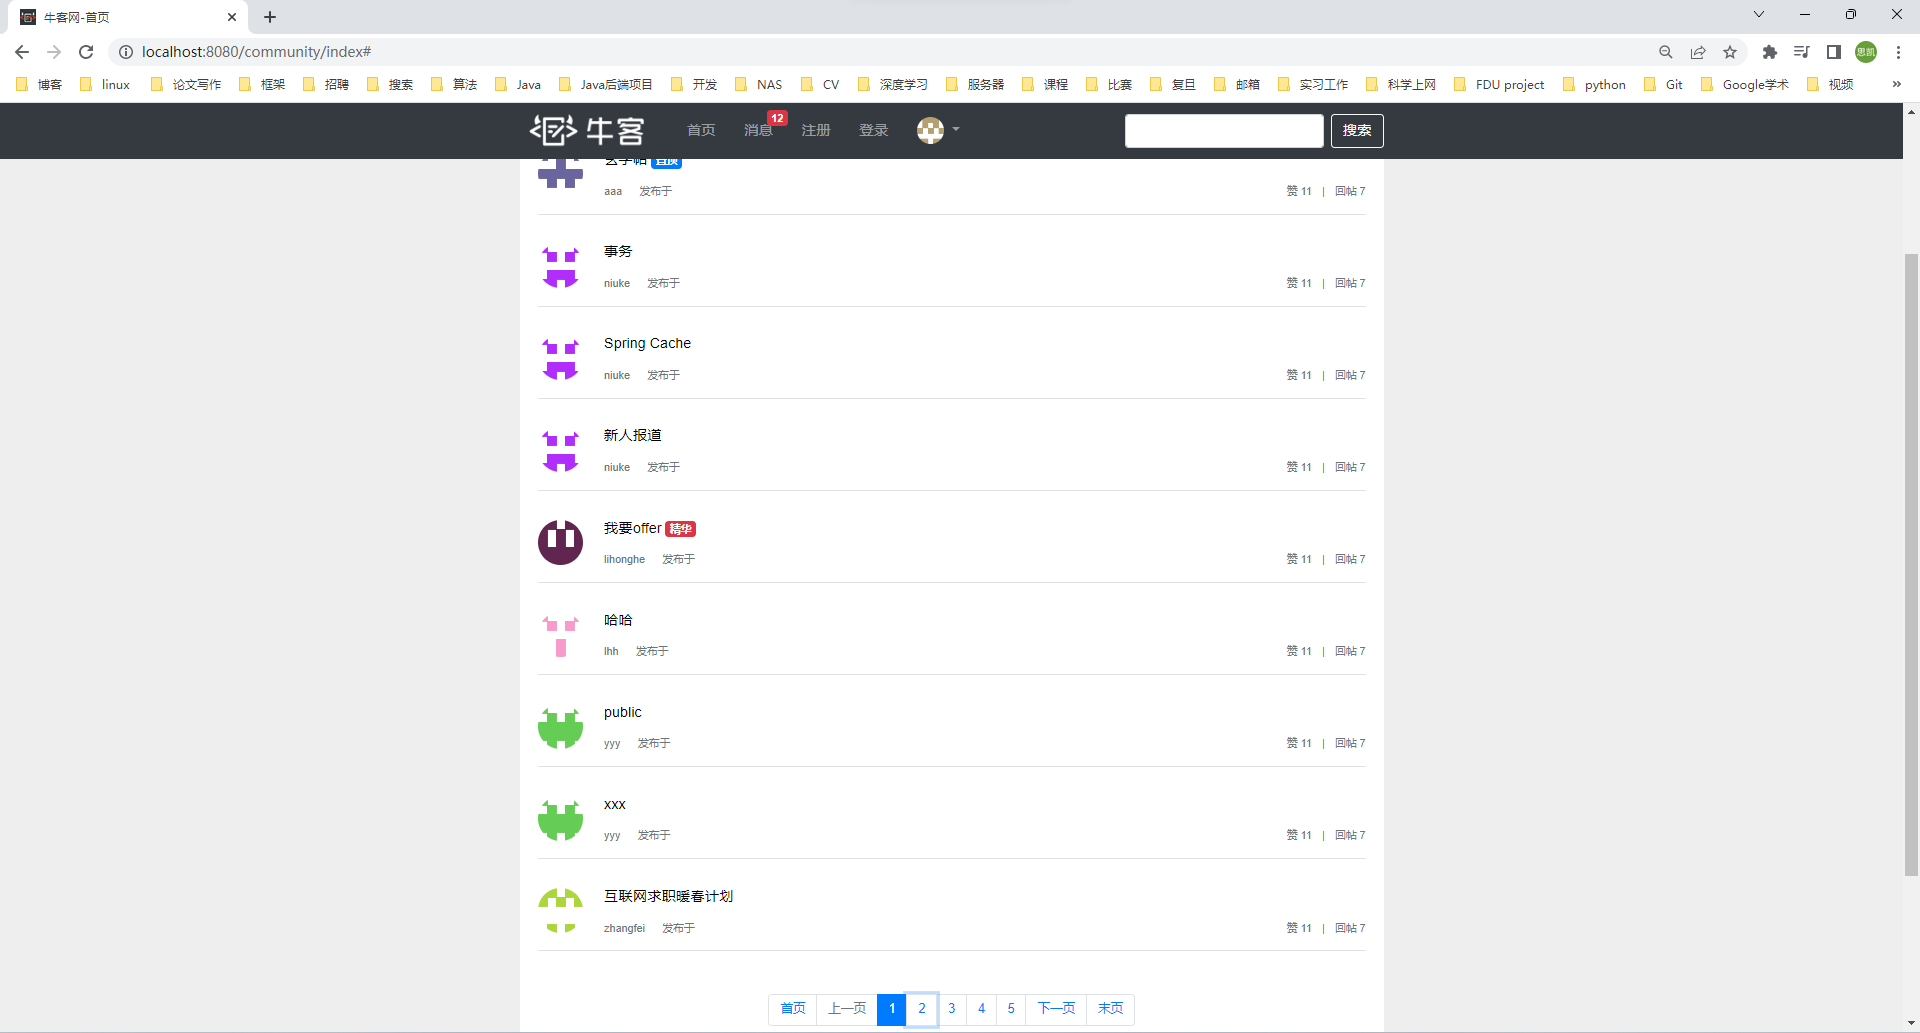 牛客网-首页
localhost:8080/community/index#
思凯
博客 linux 论文写作 框架 招聘 搜索 算法 Java Java后端项目 开发 NAS CV 深度学习 服务器 课程 比赛 复旦 邮箱 实习工作 科学上网 FDU project python Git Google学术 视频 »
牛客 首页 消息 12 注册 登录 搜索
置顶
aaa 发布于 赞 11 | 回帖 7
事务
niuke 发布于 赞 11 | 回帖 7
Spring Cache
niuke 发布于 赞 11 | 回帖 7
新人报道
niuke 发布于 赞 11 | 回帖 7
我要offer 精华
lihonghe 发布于 赞 11 | 回帖 7
哈哈
lhh 发布于 赞 11 | 回帖 7
public
yyy 发布于 赞 11 | 回帖 7
xxx
yyy 发布于 赞 11 | 回帖 7
互联网求职暖春计划
zhangfei 发布于 赞 11 | 回帖 7
首页 上一页 1 2 3 4 5 下一页 末页